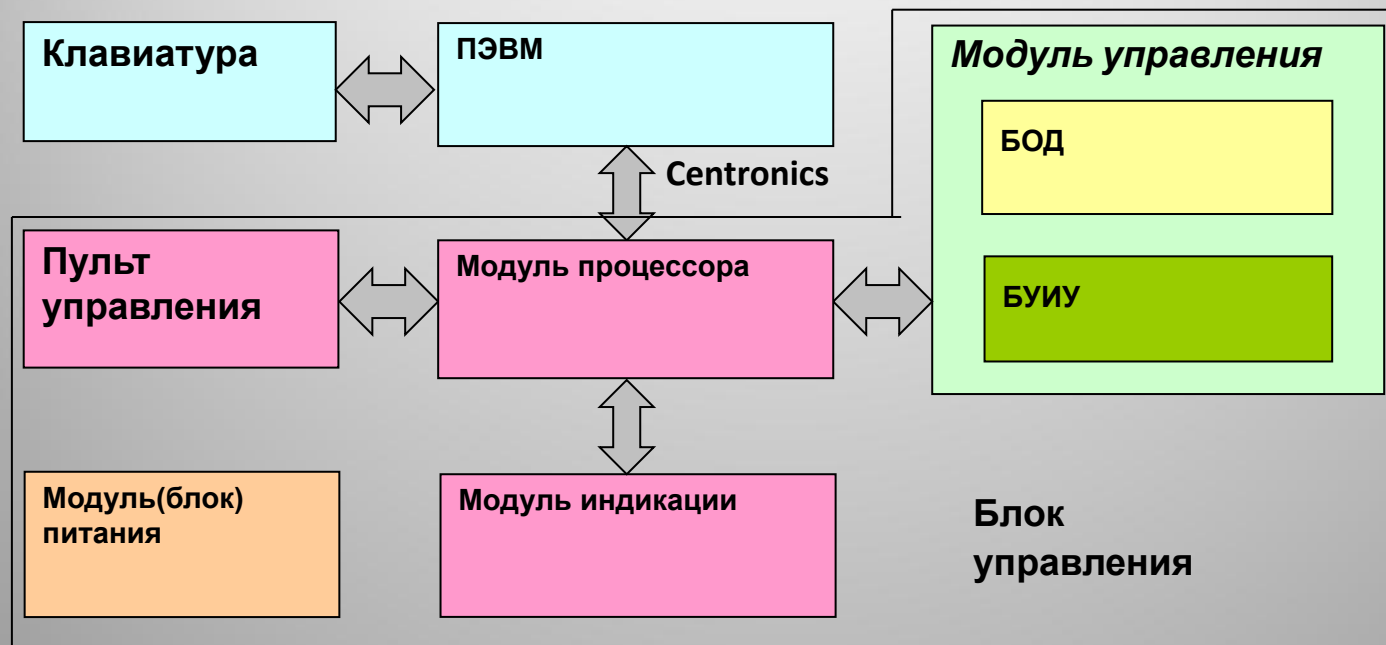 Клавиатура
ПЭВМ
Модуль управления
БОД
Centronics
Пульт
управления
Модуль процессора
БУИУ
Модуль(блок)
питания
Модуль индикации
Блок
управления